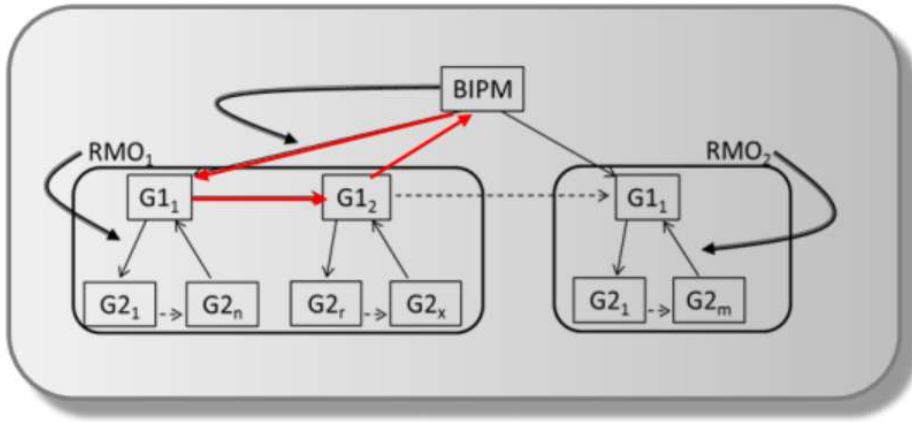 BIPM
RMO₁ RMO₂
G1₁ G1₂ G1₁
G2₁ G2ₙ G2ᵣ G2ₓ G2₁ G2ₘ